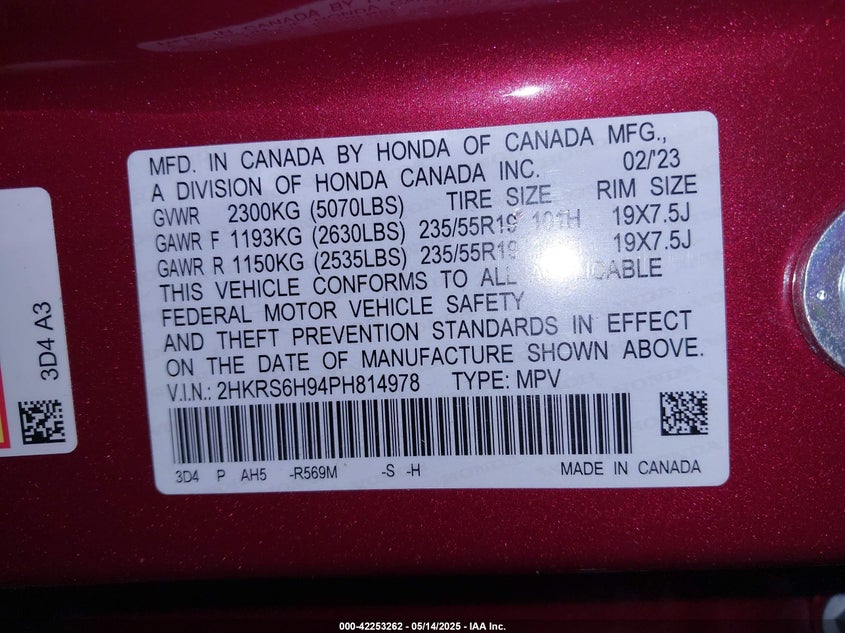 MFD. IN CANADA BY HONDA OF CANADA MFG.,
A DIVISION OF HONDA CANADA INC. 02/'23
GVWR 2300KG (5070LBS) TIRE SIZE RIM SIZE
GAWR F 1193KG (2630LBS) 235/55R19 101H 19X7.5J
GAWR R 1150KG (2535LBS) 235/55R19 19X7.5J
THIS VEHICLE CONFORMS TO ALL APPLICABLE
FEDERAL MOTOR VEHICLE SAFETY
AND THEFT PREVENTION STANDARDS IN EFFECT
ON THE DATE OF MANUFACTURE SHOWN ABOVE.
V.I.N.: 2HKRS6H94PH814978 TYPE: MPV
3D4 P AH5 -R569M -S -H MADE IN CANADA
3D4 A3
000-42253262 - 05/14/2025 - IAA Inc.